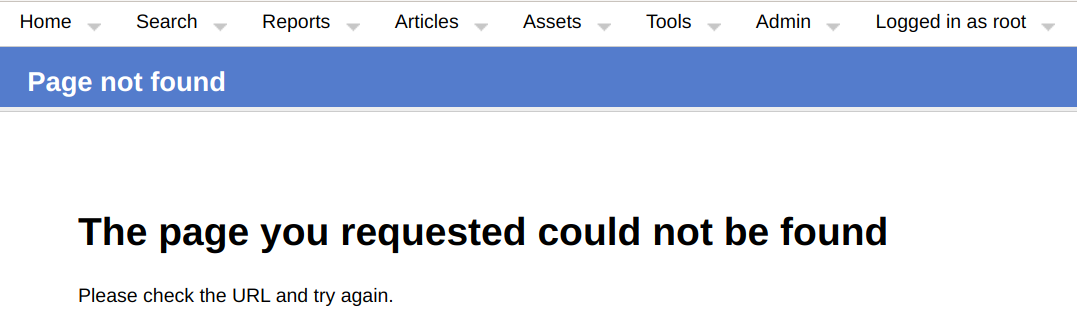 Home Search Reports Articles Assets Tools Admin Logged in as root
Page not found
The page you requested could not be found
Please check the URL and try again.